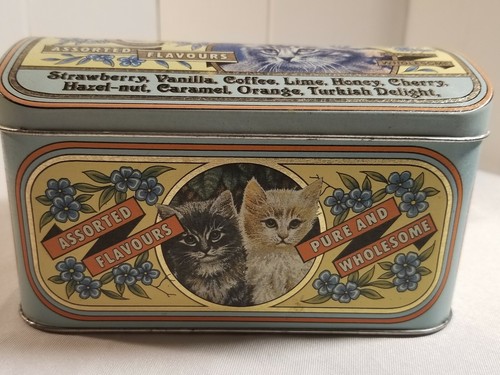 ASSORTED FLAVOURS
Strawberry, Vanilla, Coffee, Lime, Honey, Cherry,
Hazel-nut, Caramel, Orange, Turkish Delight.
ASSORTED
FLAVOURS
PURE AND
WHOLESOME